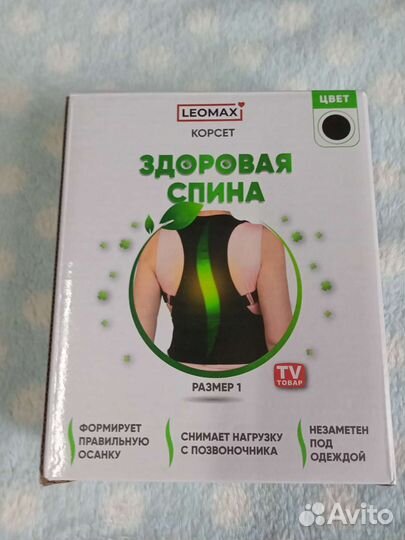 ЦВЕТ
LEOMAX
КОРСЕТ
ЗДОРОВАЯ
СПИНА
РАЗМЕР 1
TV
ТОВАР
ФОРМИРУЕТ
ПРАВИЛЬНУЮ
ОСАНКУ
СНИМАЕТ НАГРУЗКУ
С ПОЗВОНОЧНИКА
НЕЗАМЕТЕН
ПОД
ОДЕЖДОЙ
Avito